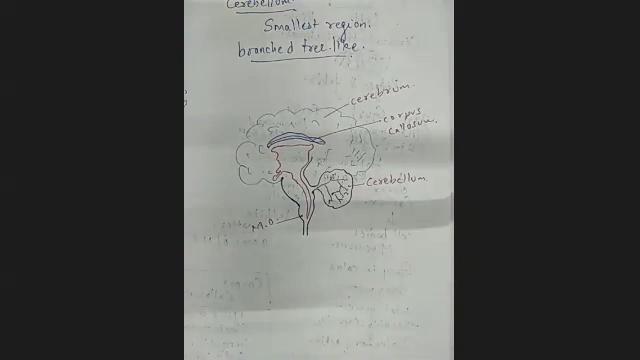 Cerebellum.
Smallest region.
branched tree like.
Cerebrum.
Corpus
Callosum.
Cerebellum.
M.O